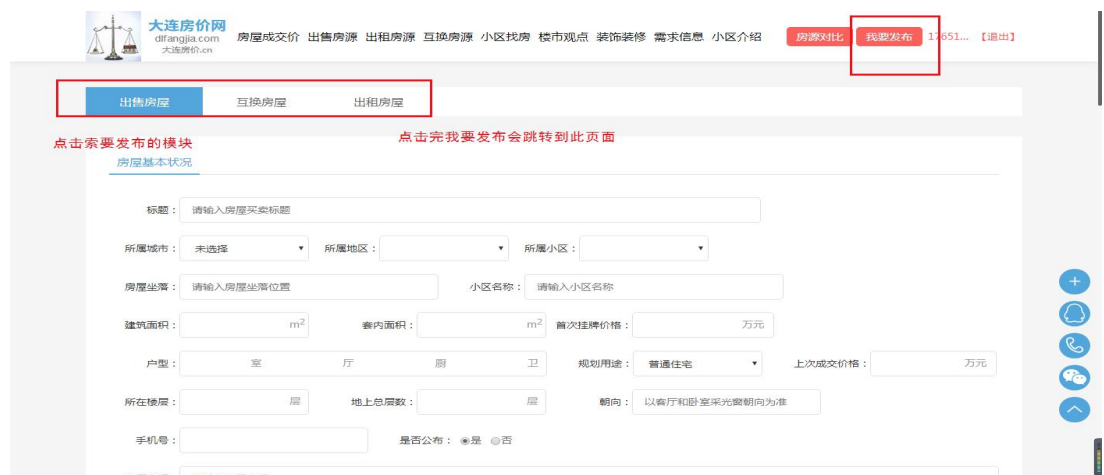 大连房价网
dlfangjia.com
大连房价.cn
房屋成交价 出售房源 出租房源 互换房源 小区找房 楼市观点 装饰装修 需求信息 小区介绍 房源对比 我要发布 17651... 【退出】
出售房屋 互换房屋 出租房屋
点击索要发布的模块 点击完我要发布会跳转到此页面
房屋基本状况
标题： 请输入房屋买卖标题
所属城市： 未选择 所属地区： 所属小区：
房屋坐落： 请输入房屋坐落位置 小区名称： 请输入小区名称
建筑面积： m² 套内面积： m² 首次挂牌价格： 万元
户型： 室 厅 厨 卫 规划用途： 普通住宅 上次成交价格： 万元
所在楼层： 层 地上总层数： 层 朝向： 以客厅和卧室采光窗朝向为准
手机号： 是否公布： 是 否